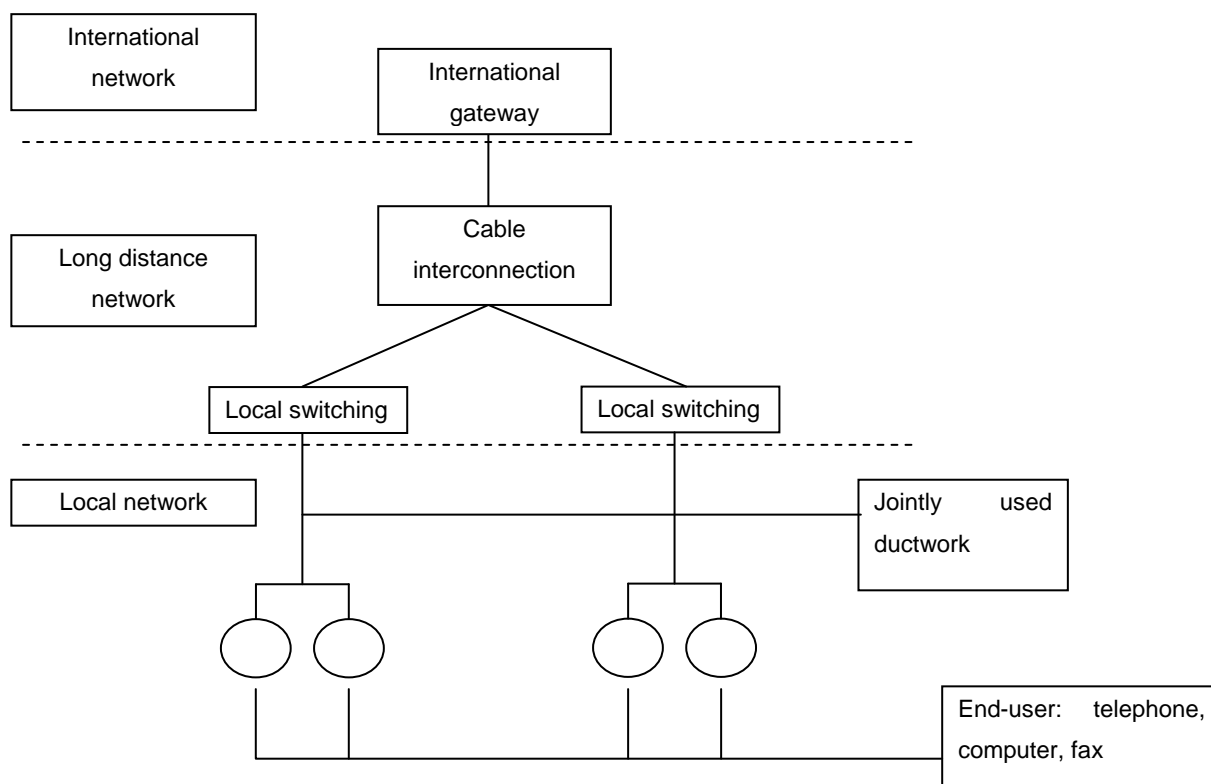 International
network
International
gateway
Cable
interconnection
Long distance
network
Local switching
Local switching
Local network
Jointly used
ductwork
End-user: telephone,
computer, fax